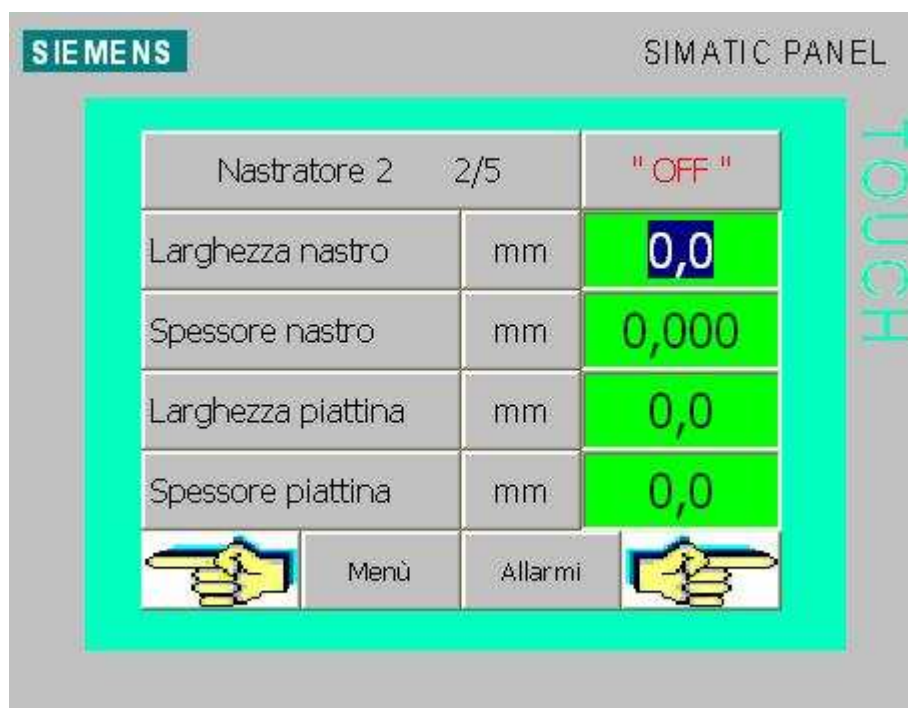 SIEMENS SIMATIC PANEL
TOUCH
Nastratore 2 2/5 " OFF "
Larghezza nastro mm 0,0
Spessore nastro mm 0,000
Larghezza piattina mm 0,0
Spessore piattina mm 0,0
Menù Allarmi